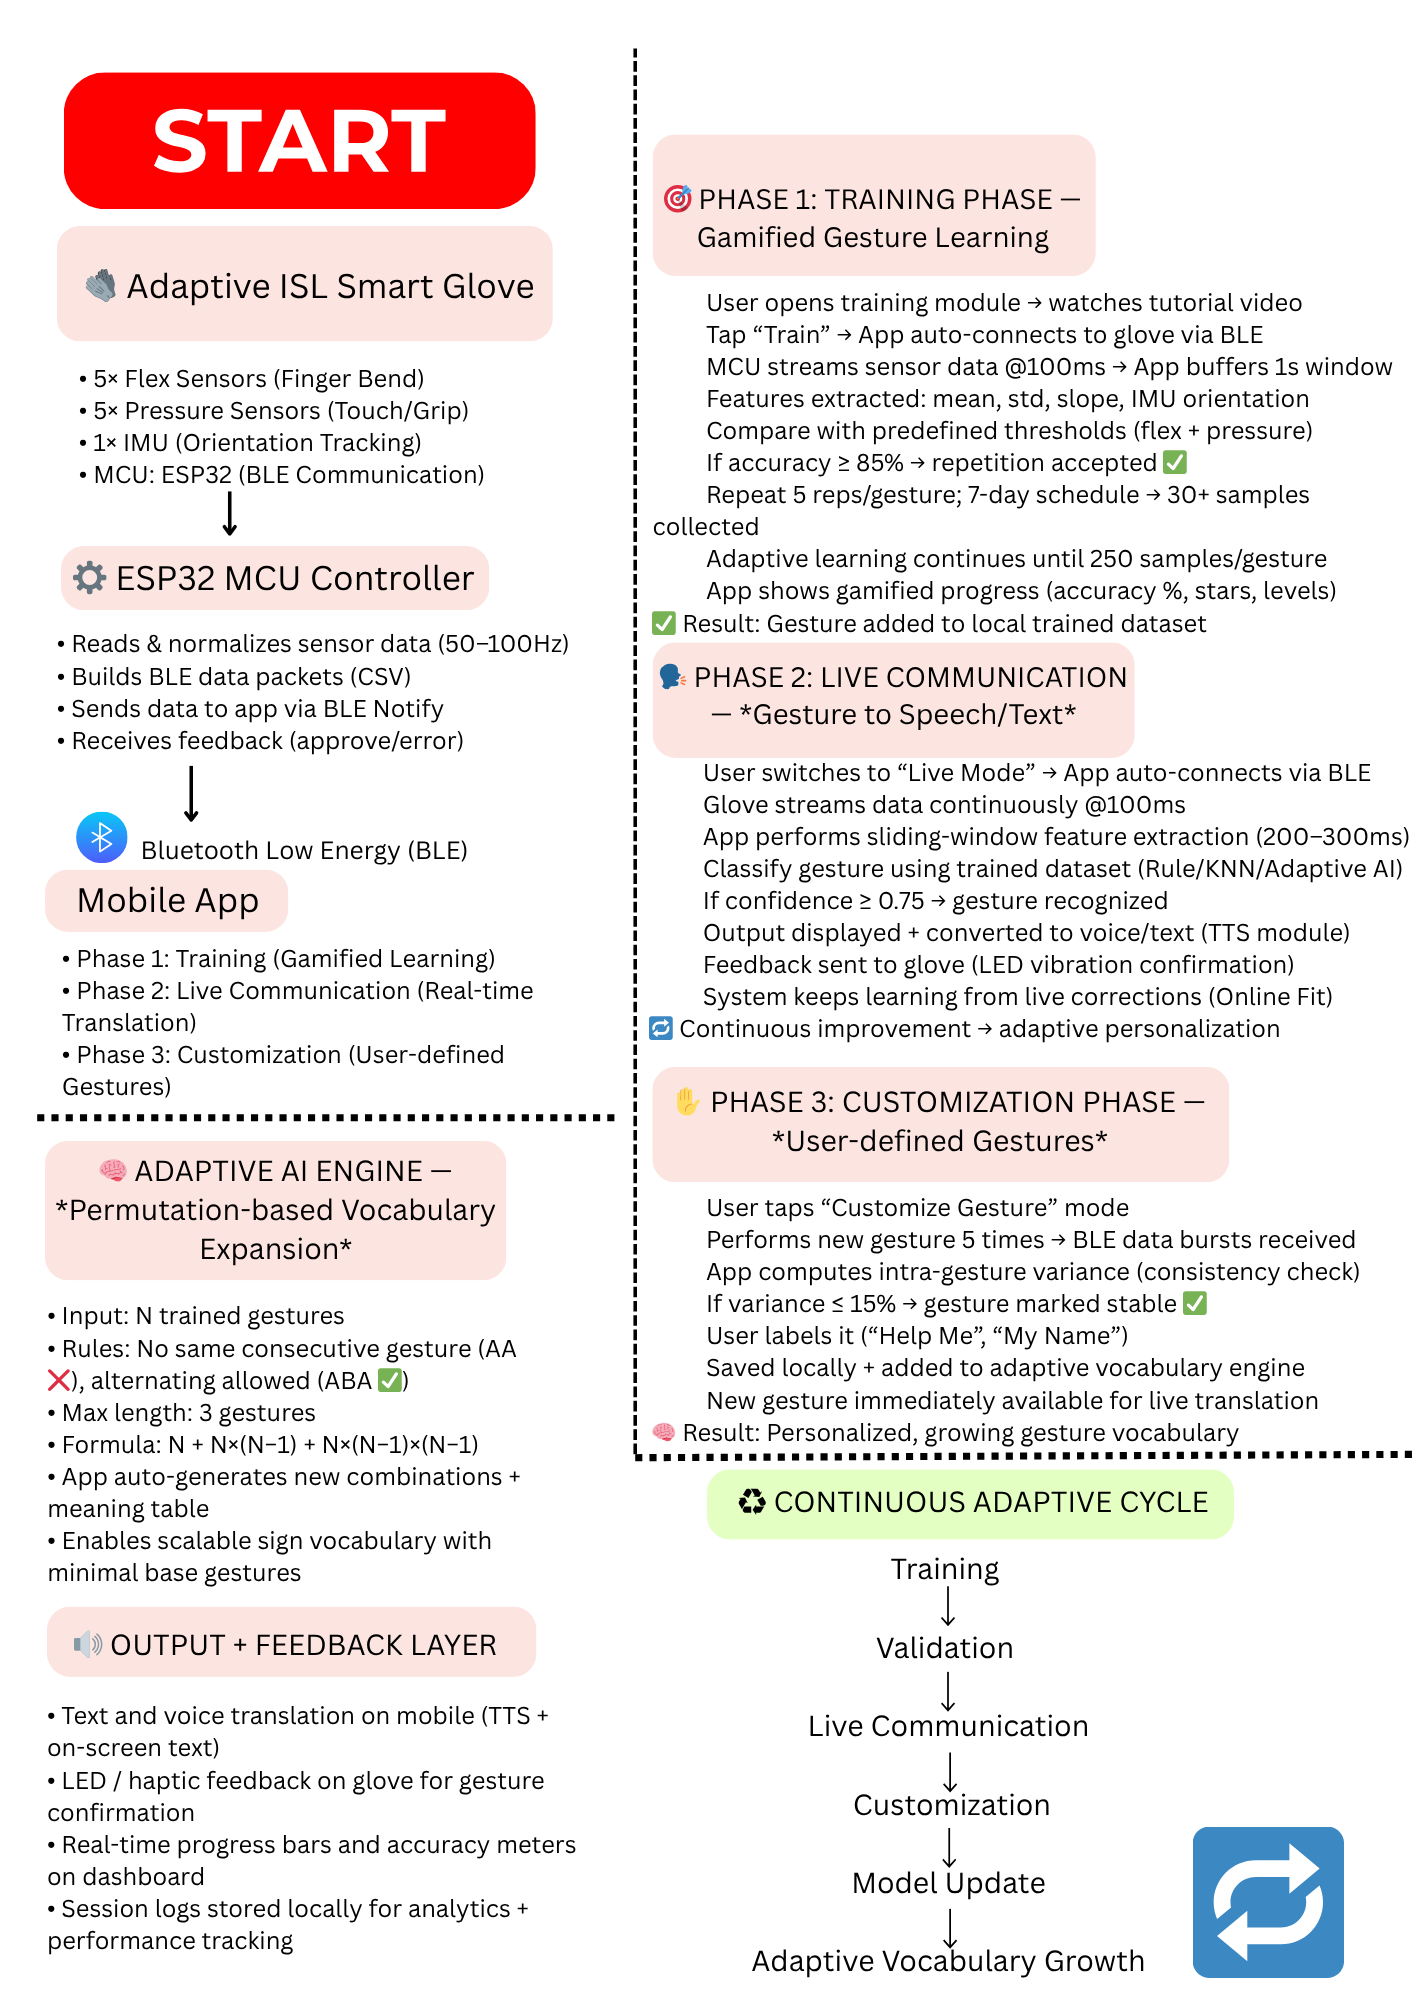 START
🧤 Adaptive ISL Smart Glove
• 5× Flex Sensors (Finger Bend)
• 5× Pressure Sensors (Touch/Grip)
• 1× IMU (Orientation Tracking)
• MCU: ESP32 (BLE Communication)
⚙️ ESP32 MCU Controller
• Reads & normalizes sensor data (50–100Hz)
• Builds BLE data packets (CSV)
• Sends data to app via BLE Notify
• Receives feedback (approve/error)
Bluetooth Low Energy (BLE)
Mobile App
• Phase 1: Training (Gamified Learning)
• Phase 2: Live Communication (Real-time
Translation)
• Phase 3: Customization (User-defined
Gestures)
🧠 ADAPTIVE AI ENGINE —
*Permutation-based Vocabulary
Expansion*
• Input: N trained gestures
• Rules: No same consecutive gesture (AA
❌), alternating allowed (ABA ✅)
• Max length: 3 gestures
• Formula: N + N×(N−1) + N×(N−1)×(N−1)
• App auto-generates new combinations +
meaning table
• Enables scalable sign vocabulary with
minimal base gestures
🔊 OUTPUT + FEEDBACK LAYER
• Text and voice translation on mobile (TTS +
on-screen text)
• LED / haptic feedback on glove for gesture
confirmation
• Real-time progress bars and accuracy meters
on dashboard
• Session logs stored locally for analytics +
performance tracking
🎯 PHASE 1: TRAINING PHASE —
Gamified Gesture Learning
User opens training module → watches tutorial video
Tap “Train” → App auto-connects to glove via BLE
MCU streams sensor data @100ms → App buffers 1s window
Features extracted: mean, std, slope, IMU orientation
Compare with predefined thresholds (flex + pressure)
If accuracy ≥ 85% → repetition accepted ✅
Repeat 5 reps/gesture; 7-day schedule → 30+ samples
collected
Adaptive learning continues until 250 samples/gesture
App shows gamified progress (accuracy %, stars, levels)
✅ Result: Gesture added to local trained dataset
🗣️ PHASE 2: LIVE COMMUNICATION
— *Gesture to Speech/Text*
User switches to “Live Mode” → App auto-connects via BLE
Glove streams data continuously @100ms
App performs sliding-window feature extraction (200–300ms)
Classify gesture using trained dataset (Rule/KNN/Adaptive AI)
If confidence ≥ 0.75 → gesture recognized
Output displayed + converted to voice/text (TTS module)
Feedback sent to glove (LED vibration confirmation)
System keeps learning from live corrections (Online Fit)
🔁 Continuous improvement → adaptive personalization
✋ PHASE 3: CUSTOMIZATION PHASE —
*User-defined Gestures*
User taps “Customize Gesture” mode
Performs new gesture 5 times → BLE data bursts received
App computes intra-gesture variance (consistency check)
If variance ≤ 15% → gesture marked stable ✅
User labels it (“Help Me”, “My Name”)
Saved locally + added to adaptive vocabulary engine
New gesture immediately available for live translation
🧠 Result: Personalized, growing gesture vocabulary
♻ CONTINUOUS ADAPTIVE CYCLE
Training
Validation
Live Communication
Customization
Model Update
Adaptive Vocabulary Growth